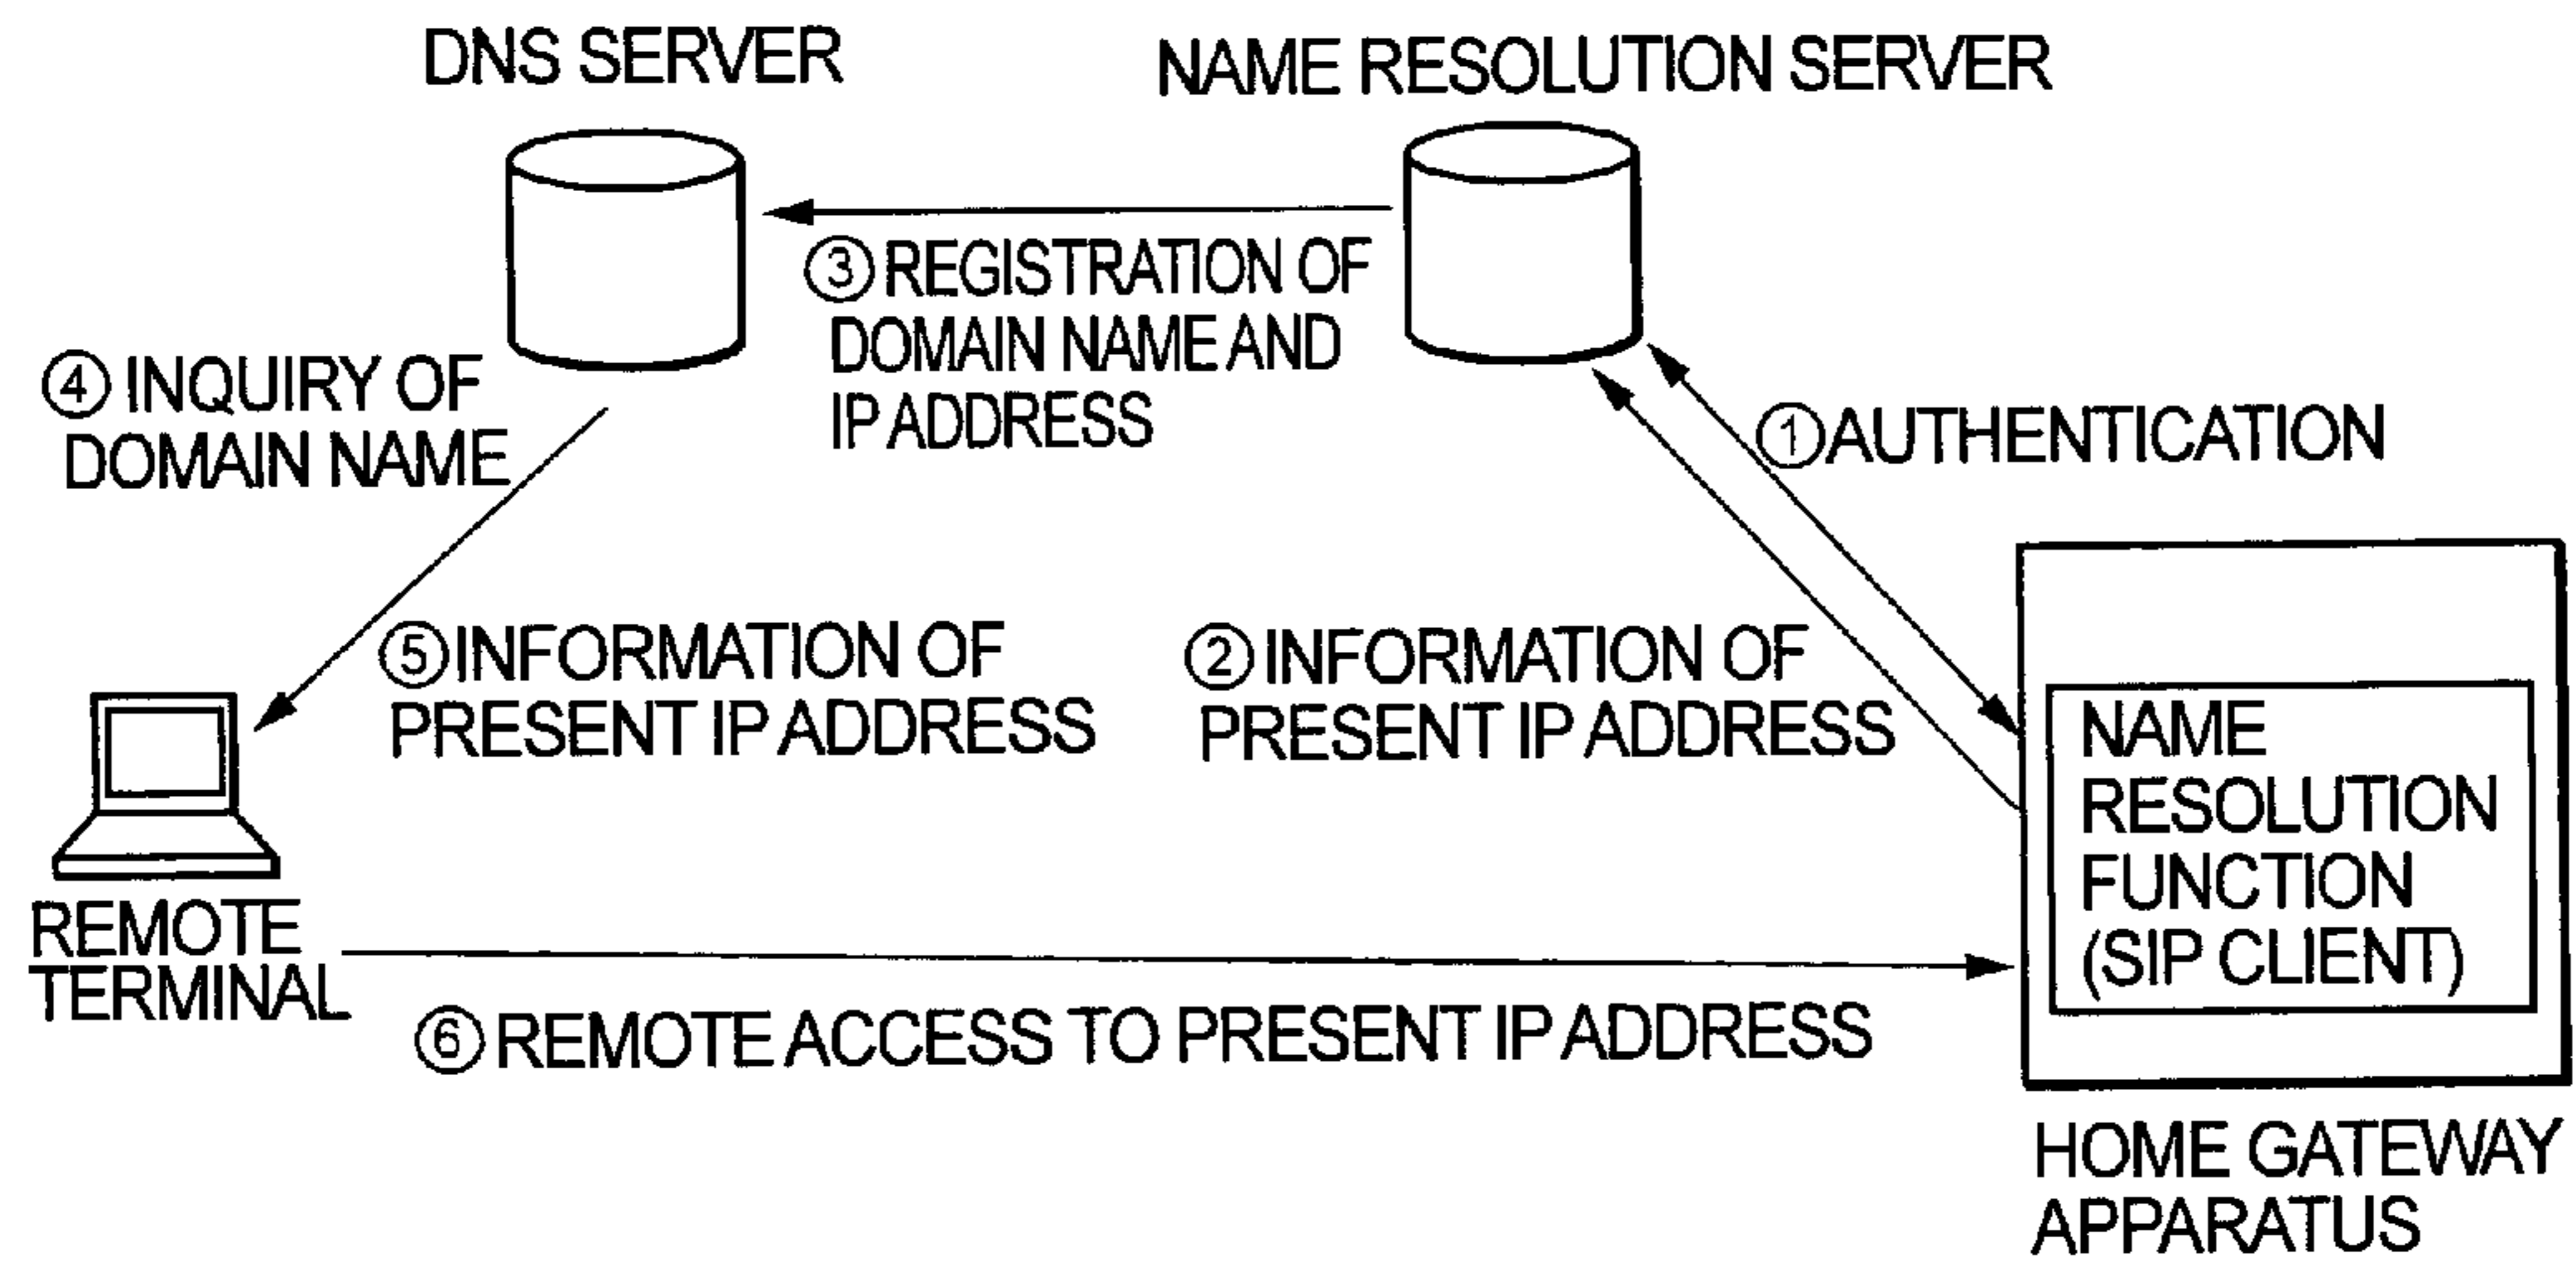 DNS SERVER
NAME RESOLUTION SERVER
③ REGISTRATION OF
DOMAIN NAME AND
IP ADDRESS
④ INQUIRY OF
DOMAIN NAME
① AUTHENTICATION
⑤ INFORMATION OF
PRESENT IP ADDRESS
② INFORMATION OF
PRESENT IP ADDRESS
NAME
RESOLUTION
FUNCTION
(SIP CLIENT)
REMOTE
TERMINAL
⑥ REMOTE ACCESS TO PRESENT IP ADDRESS
HOME GATEWAY
APPARATUS